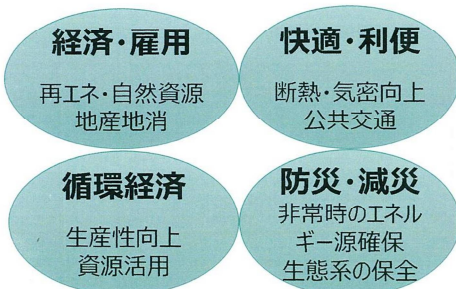 経済・雇用
再エネ・自然資源
地産地消
快適・利便
断熱・気密向上
公共交通
循環経済
生産性向上
資源活用
防災・減災
非常時のエネル
ギー源確保
生態系の保全